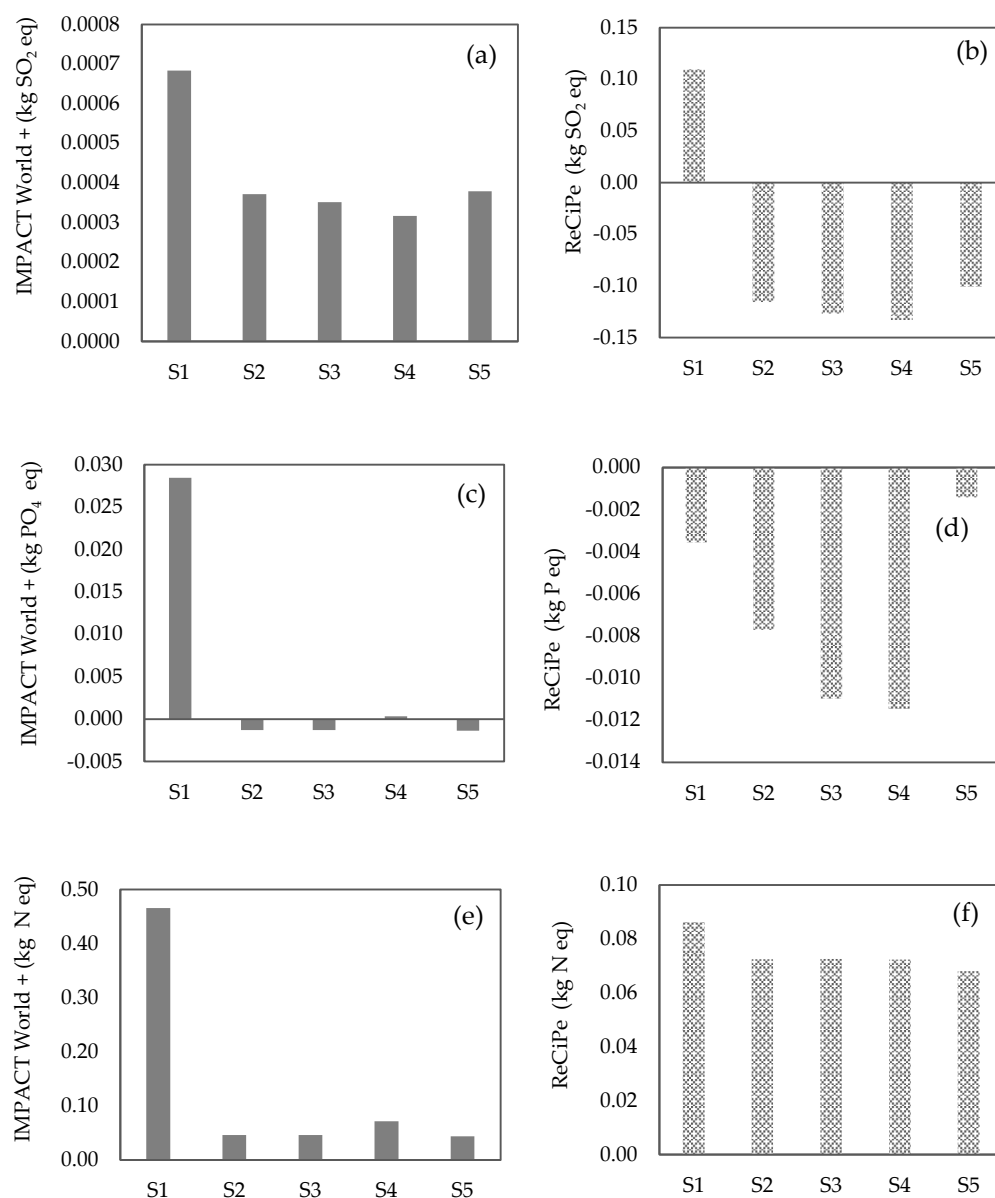 IMPACT World + (kg SO₂ eq)
0.0008
0.0007
0.0006
0.0005
0.0004
0.0003
0.0002
0.0001
0.0000
(a)
S1 S2 S3 S4 S5
ReCiPe (kg SO₂ eq)
0.15
0.10
0.05
0.00
-0.05
-0.10
-0.15
(b)
S1 S2 S3 S4 S5
IMPACT World + (kg PO₄ eq)
0.030
0.025
0.020
0.015
0.010
0.005
0.000
-0.005
(c)
S1 S2 S3 S4 S5
ReCiPe (kg P eq)
0.000
-0.002
-0.004
-0.006
-0.008
-0.010
-0.012
-0.014
(d)
S1 S2 S3 S4 S5
IMPACT World + (kg N eq)
0.50
0.40
0.30
0.20
0.10
0.00
(e)
S1 S2 S3 S4 S5
ReCiPe (kg N eq)
0.10
0.08
0.06
0.04
0.02
0.00
(f)
S1 S2 S3 S4 S5